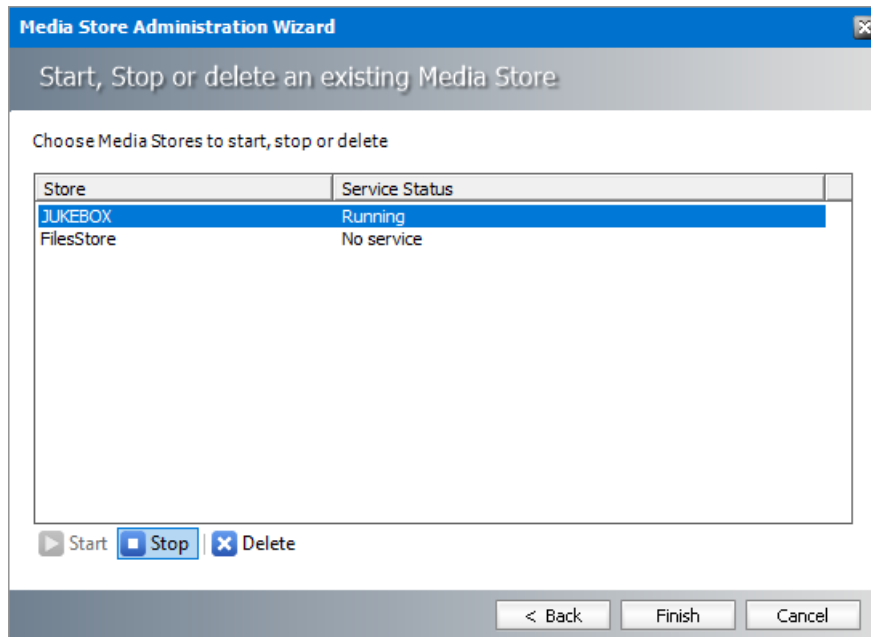 Media Store Administration Wizard
Start, Stop or delete an existing Media Store
Choose Media Stores to start, stop or delete
Store Service Status
JUKEBOX Running
FilesStore No service
Start Stop Delete
< Back Finish Cancel